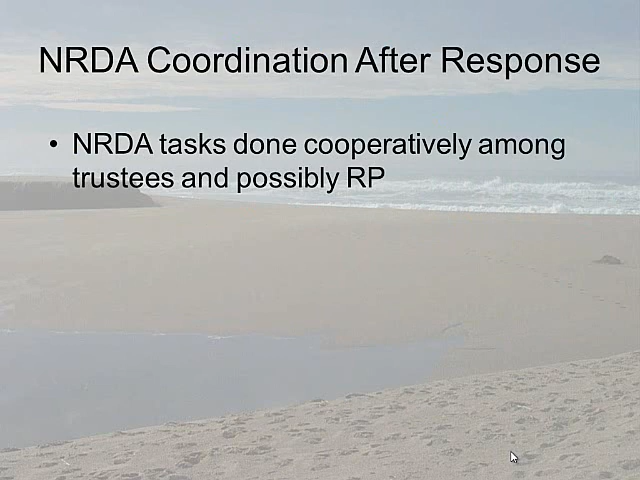 NRDA Coordination After Response
• NRDA tasks done cooperatively among
trustees and possibly RP